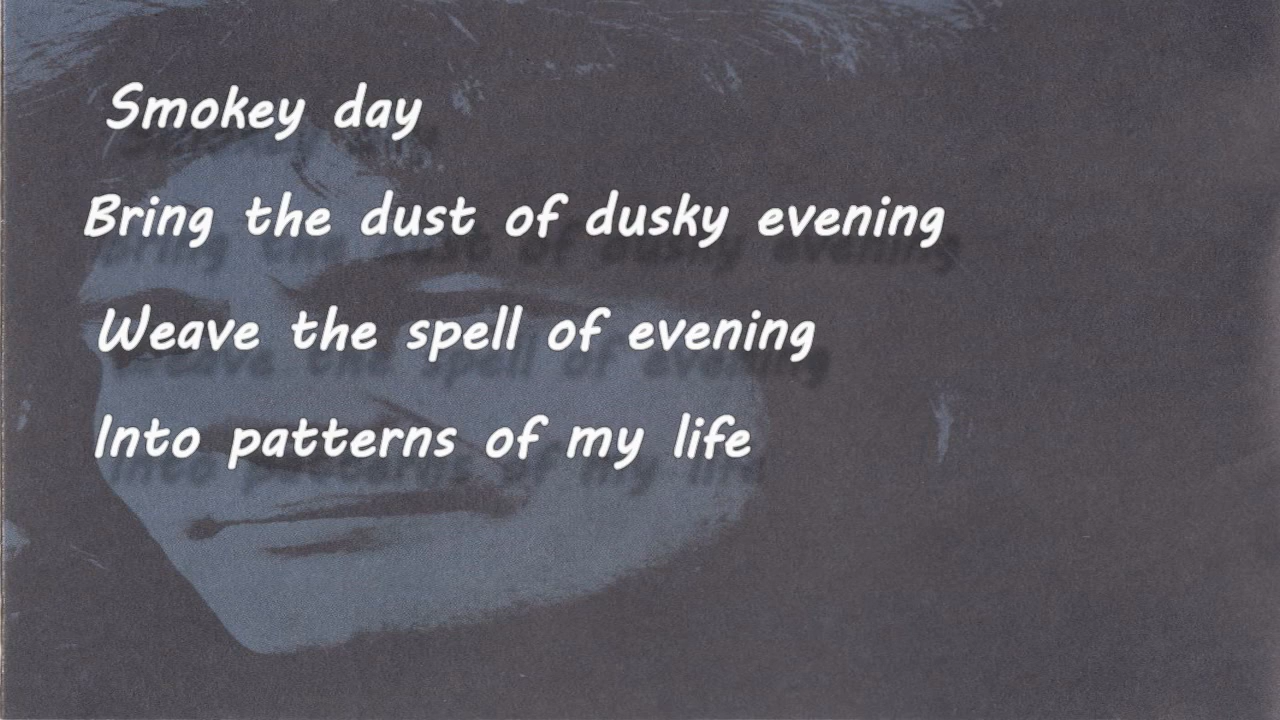 Smokey day
Bring the dust of dusky evening
Weave the spell of evening
Into patterns of my life